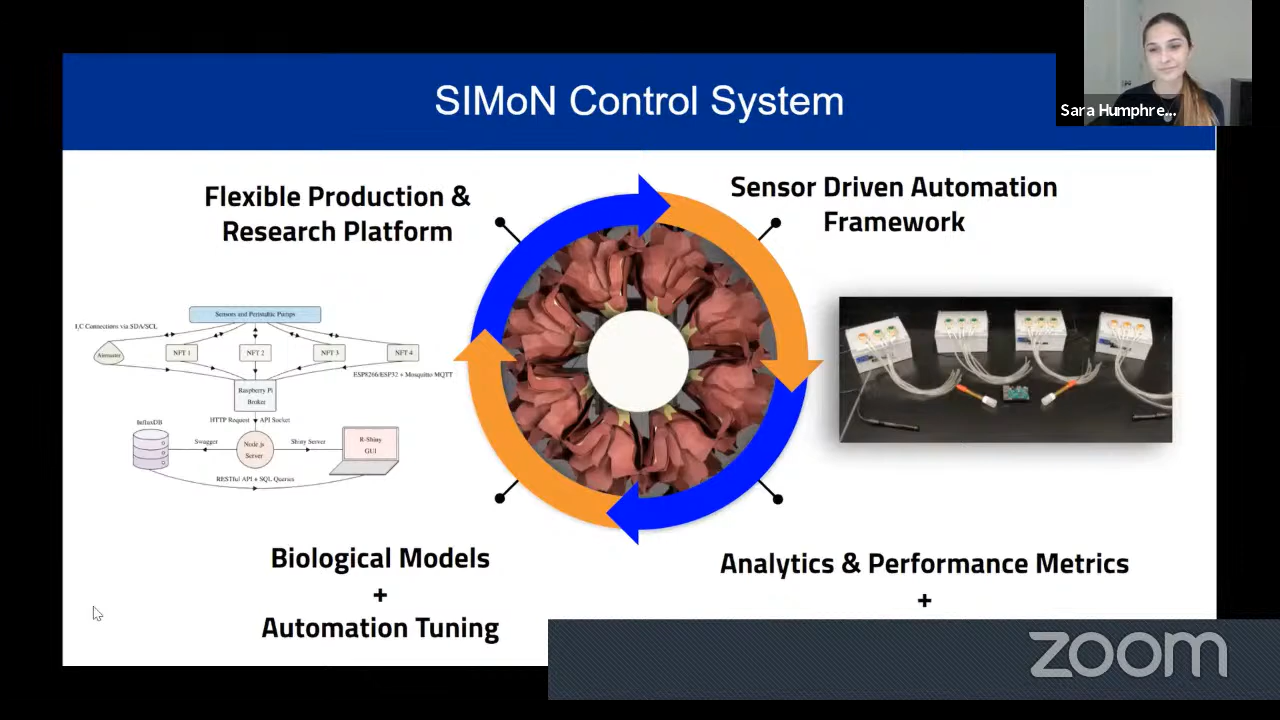 SIMoN Control System
Sara Humphre...
Flexible Production &
Research Platform
Sensor Driven Automation
Framework
Sensors and Peristaltic Pumps
I2C Connections via SDA/SCL
NFT 1
NFT 2
NFT 3
NFT 4
ESP8266/ESP32 + Mosquitto MQTT
Raspberry Pi
Broker
HTTP Request
API Socket
InfluxDB
Swagger
Node.js
Server
Shiny Server
R-Shiny
GUI
RESTful API + SQL Queries
Biological Models
+
Automation Tuning
Analytics & Performance Metrics
+
zoom